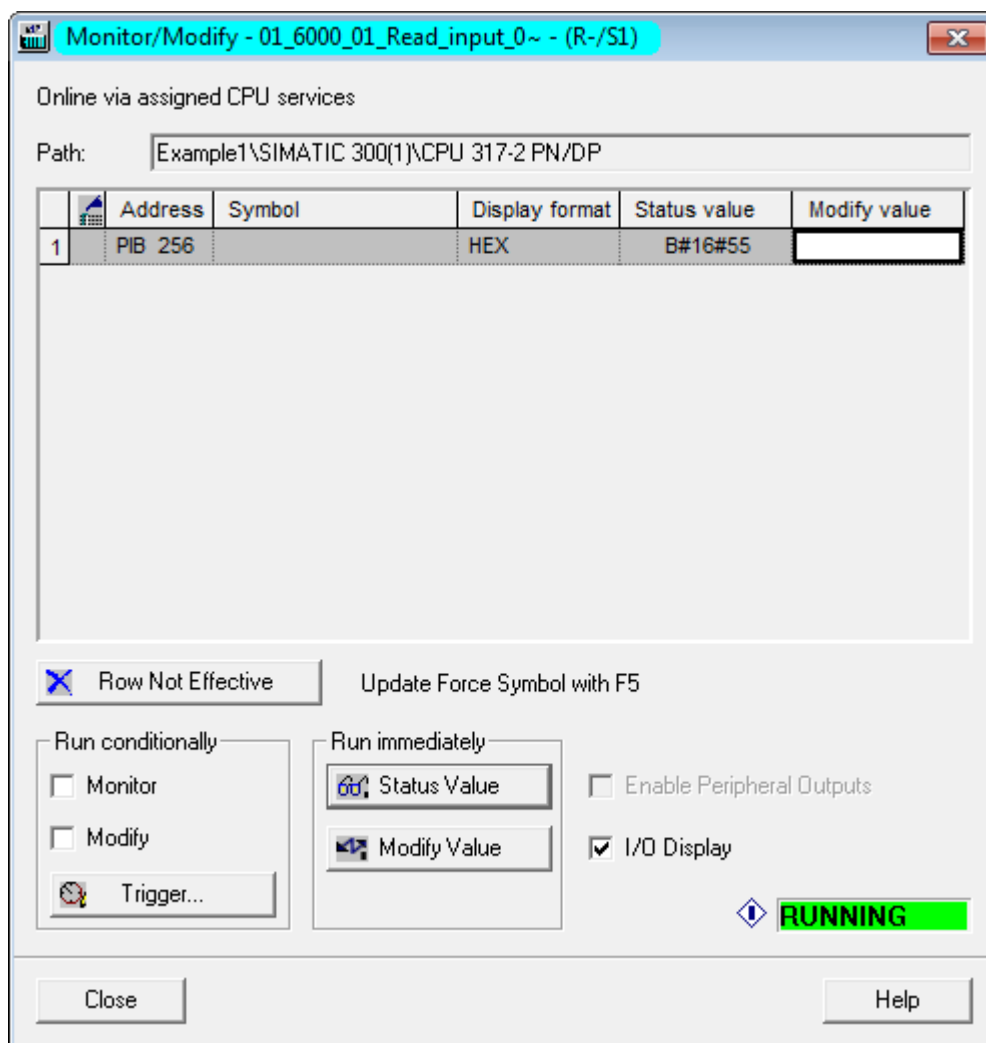 Monitor/Modify - 01_6000_01_Read_input_0~ - (R-/S1)
Online via assigned CPU services
Path: Example1\SIMATIC 300(1)\CPU 317-2 PN/DP
Address Symbol Display format Status value Modify value
1 PIB 256 HEX B#16#55
Row Not Effective Update Force Symbol with F5
Run conditionally Run immediately
Monitor Status Value Enable Peripheral Outputs
Modify Modify Value I/O Display
Trigger...
RUNNING
Close Help